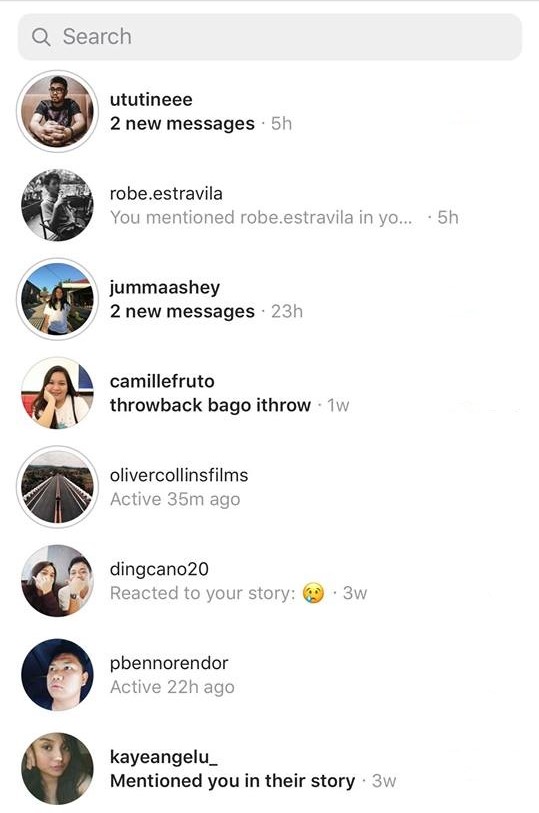 Search
ututineee
2 new messages · 5h
robe.estravila
You mentioned robe.estravila in yo... · 5h
jummaashey
2 new messages · 23h
camillefruto
throwback bago ithrow · 1w
olivercollinsfilms
Active 35m ago
dingcano20
Reacted to your story: 😢 · 3w
pbennorendor
Active 22h ago
kayeangelu_
Mentioned you in their story · 3w